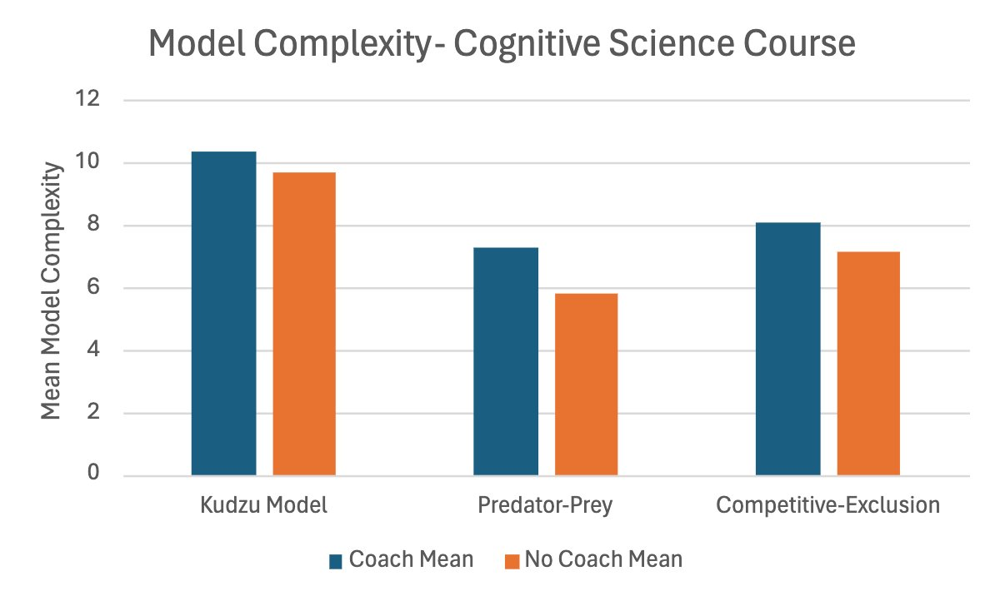 Model Complexity- Cognitive Science Course
12
10
8
6
4
2
0
Mean Model Complexity
Kudzu Model
Predator-Prey
Competitive-Exclusion
Coach Mean
No Coach Mean